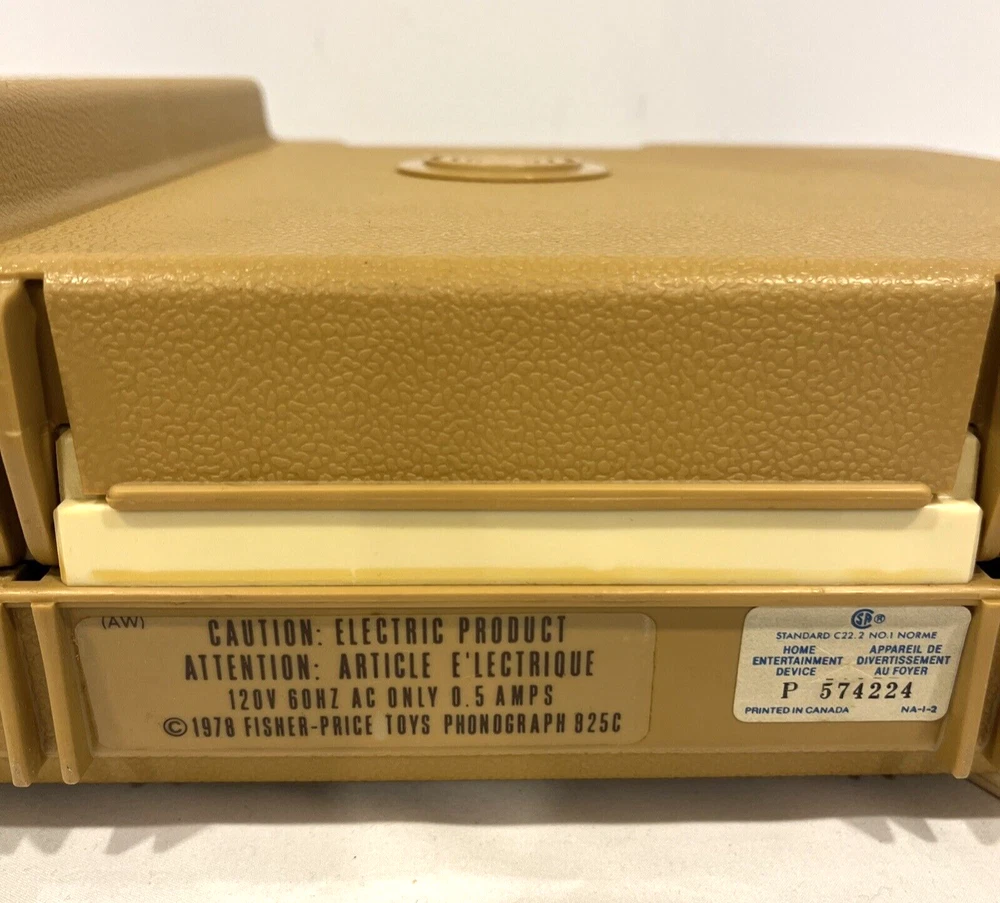 (AW)
CAUTION: ELECTRIC PRODUCT
ATTENTION: ARTICLE E'LECTRIQUE
120V 60HZ AC ONLY 0.5 AMPS
©1978 FISHER-PRICE TOYS PHONOGRAPH 825C
SA ®
STANDARD C22.2 NO.1 NORME
HOME APPAREIL DE
ENTERTAINMENT DIVERTISSEMENT
DEVICE AU FOYER
P 574224
PRINTED IN CANADA NA-1-2